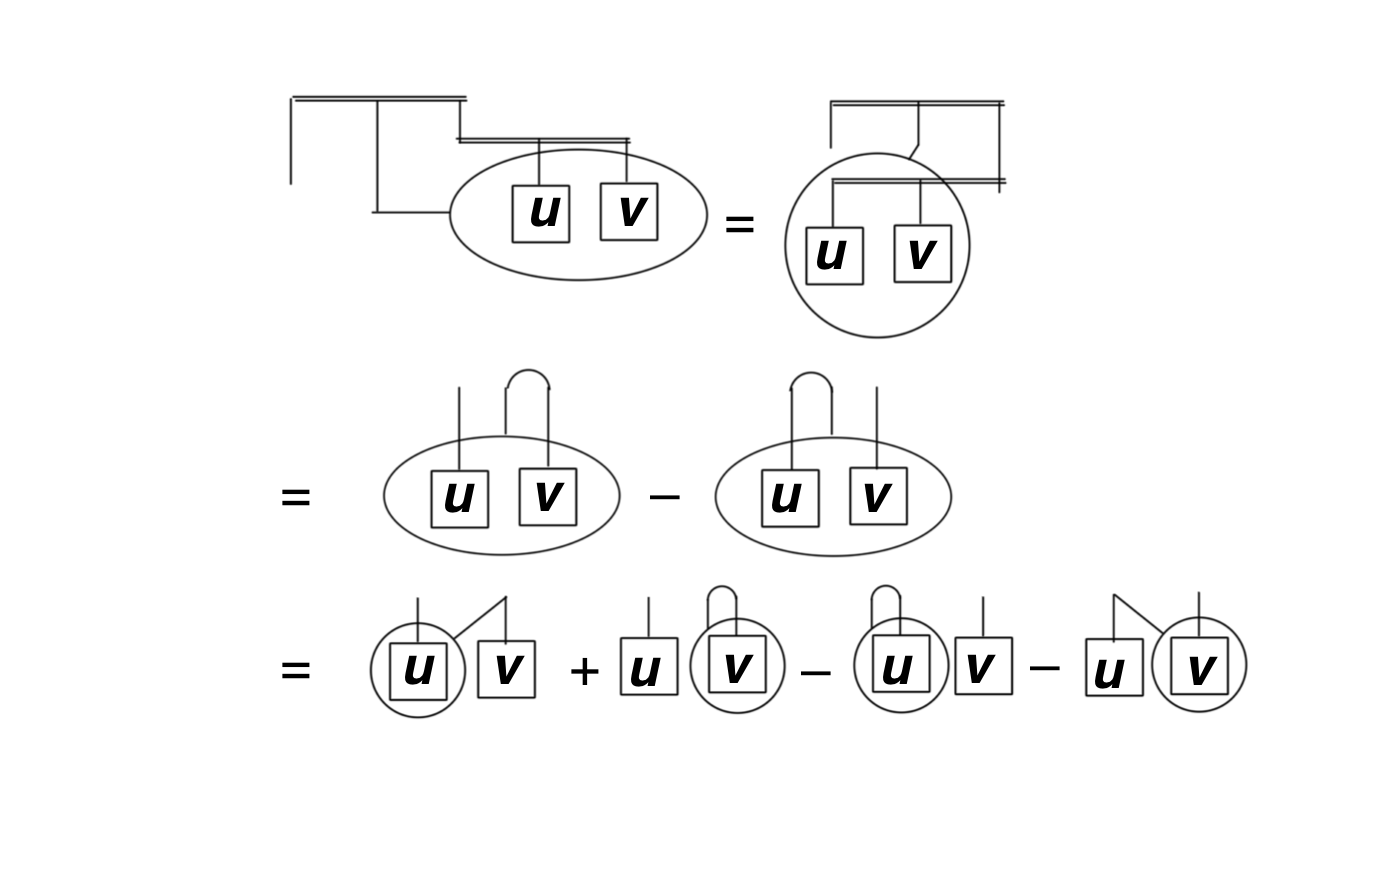 u v = u v
= u v − u v
= u v + u v − u v − u v